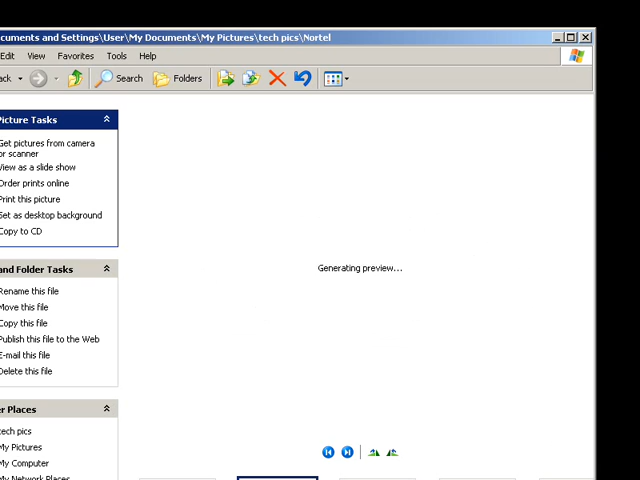 cuments and Settings\User\My Documents\My Pictures\tech pics\Nortel
Edit View Favorites Tools Help
ack Search Folders
Picture Tasks
Get pictures from camera
or scanner
View as a slide show
Order prints online
Print this picture
Set as desktop background
Copy to CD
Generating preview...
and Folder Tasks
Rename this file
Move this file
Copy this file
Publish this file to the Web
E-mail this file
Delete this file
er Places
tech pics
My Pictures
My Computer
My Network Places